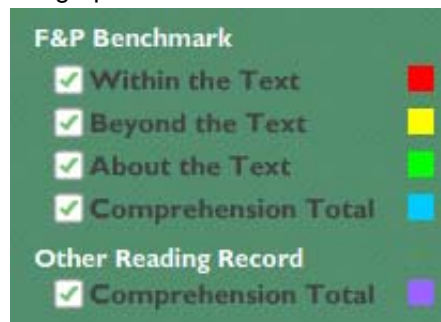 F&P Benchmark
Within the Text
Beyond the Text
About the Text
Comprehension Total
Other Reading Record
Comprehension Total